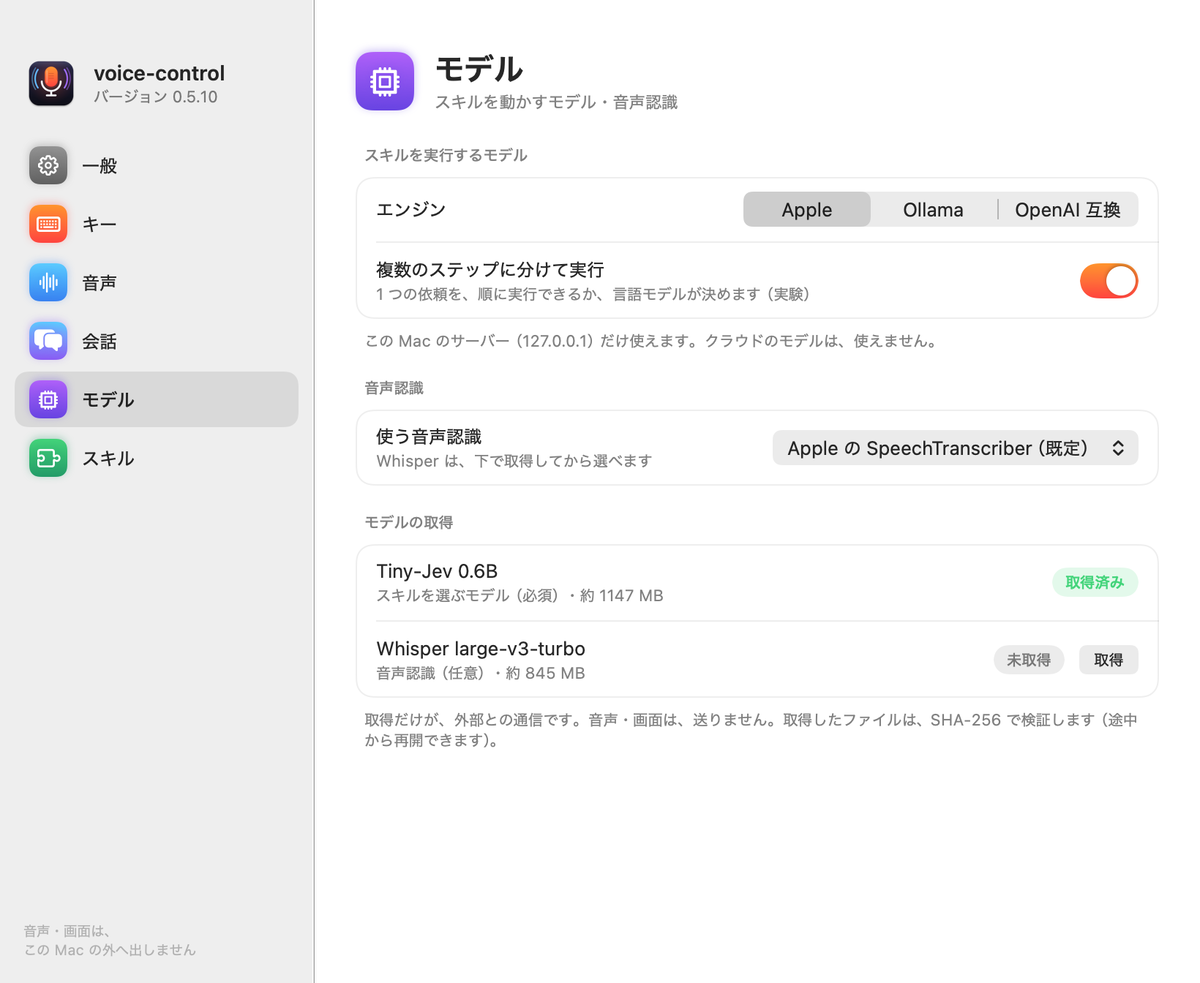 voice-control
バージョン 0.5.10
一般
キー
音声
会話
モデル
スキル
音声・画面は、
この Mac の外へ出しません
モデル
スキルを動かすモデル・音声認識
スキルを実行するモデル
エンジン
Apple
Ollama
OpenAI 互換
複数のステップに分けて実行
1 つの依頼を、順に実行できるか、言語モデルが決めます（実験）
この Mac のサーバー（127.0.0.1）だけ使えます。クラウドのモデルは、使えません。
音声認識
使う音声認識
Whisper は、下で取得してから選べます
Apple の SpeechTranscriber（既定）
モデルの取得
Tiny-Jev 0.6B
スキルを選ぶモデル（必須）・約 1147 MB
取得済み
Whisper large-v3-turbo
音声認識（任意）・約 845 MB
未取得
取得
取得だけが、外部との通信です。音声・画面は、送りません。取得したファイルは、SHA-256 で検証します（途中
から再開できます）。